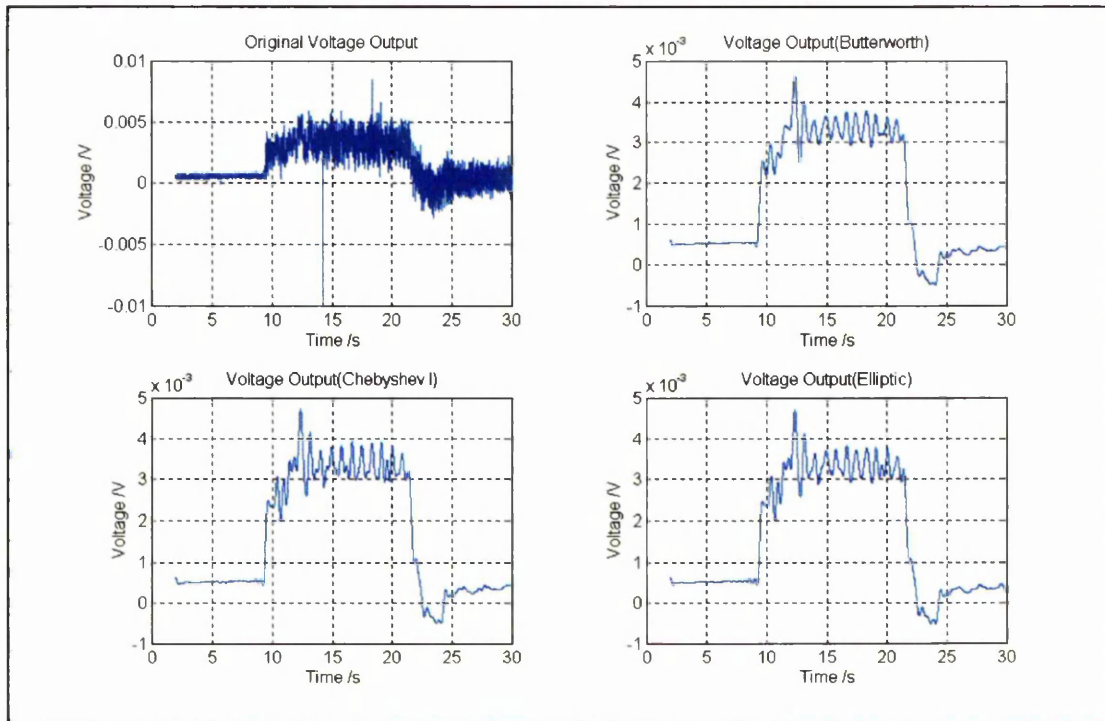 Original Voltage Output
0.01
0.005
0
-0.005
-0.01
Voltage /V
0 5 10 15 20 25 30
Time /s
Voltage Output(Butterworth)
x 10-3
5
4
3
2
1
0
-1
Voltage /V
0 5 10 15 20 25 30
Time /s
Voltage Output(Chebyshev I)
x 10-3
5
4
3
2
1
0
-1
Voltage /V
0 5 10 15 20 25 30
Time /s
Voltage Output(Elliptic)
x 10-3
5
4
3
2
1
0
-1
Voltage /V
0 5 10 15 20 25 30
Time /s